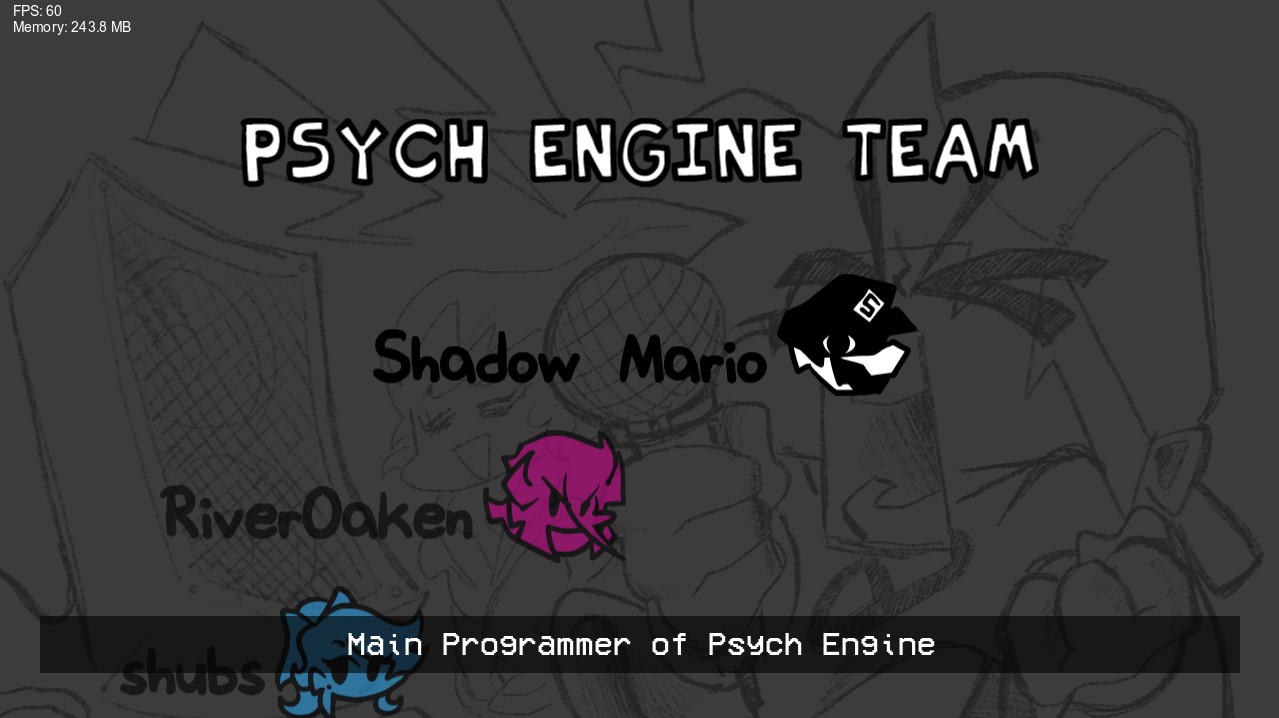 FPS: 60
Memory: 243.8 MB
PSYCH ENGINE TEAM
Shadow Mario
RiverOaken
shubs
Main Programmer of Psych Engine